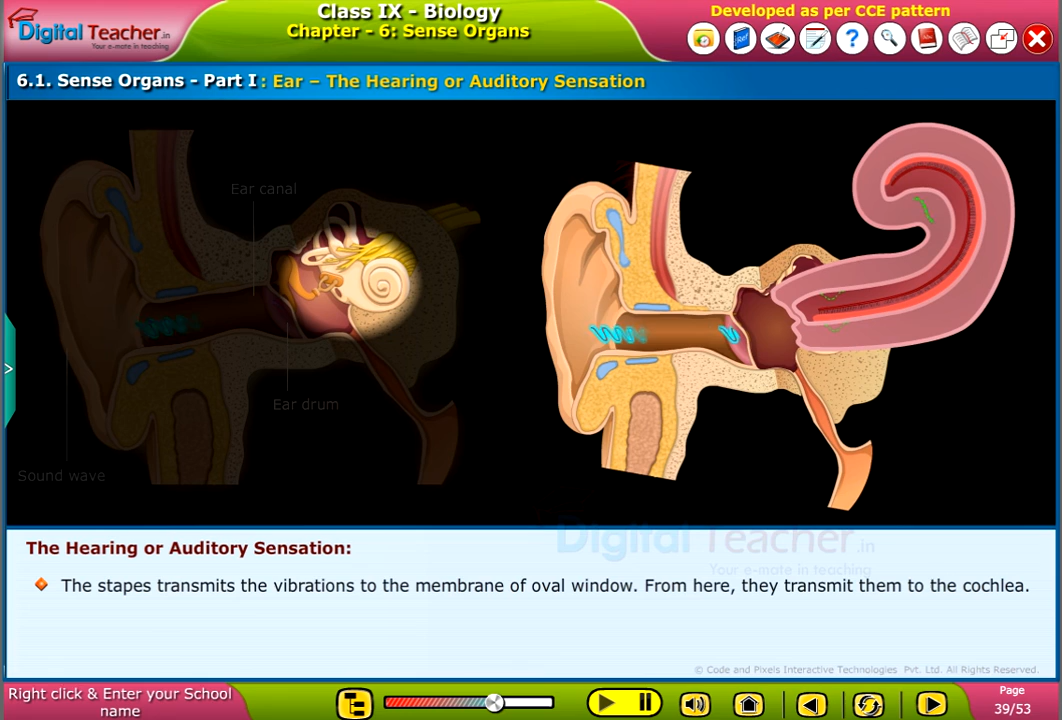 Digital Teacher.in
Your e-mate in teaching
Class IX - Biology
Chapter - 6: Sense Organs
Developed as per CCE pattern
6.1. Sense Organs - Part I : Ear – The Hearing or Auditory Sensation
Ear canal
Ear drum
Sound wave
Digital Teacher.in
Your e-mate in teaching
The Hearing or Auditory Sensation:
The stapes transmits the vibrations to the membrane of oval window. From here, they transmit them to the cochlea.
© Code and Pixels Interactive Technologies Pvt. Ltd. All Rights Reserved.
Right click & Enter your School
name
Page
39/53